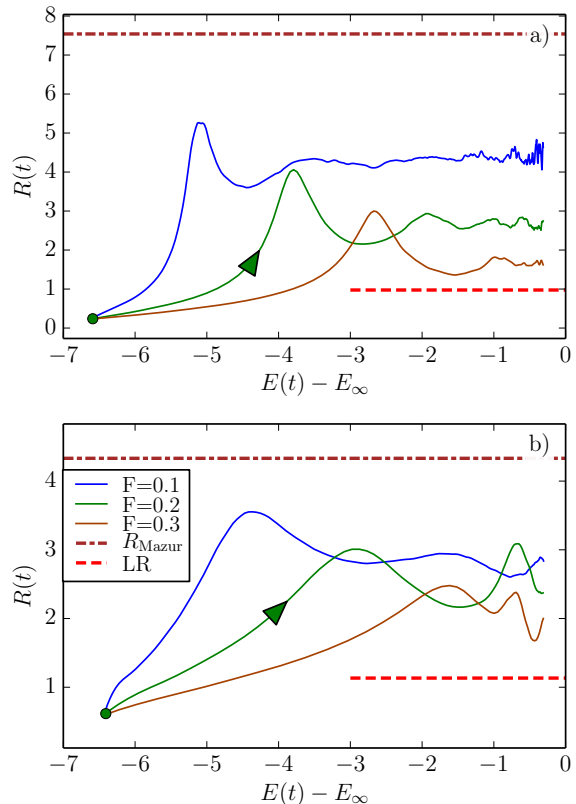 8
7
6
5
4
3
2
1
0
R(t)
a)
−7 −6 −5 −4 −3 −2 −1 0
E(t) − E∞
b)
4
3
2
1
R(t)
F=0.1
F=0.2
F=0.3
R_Mazur
LR
−7 −6 −5 −4 −3 −2 −1 0
E(t) − E∞